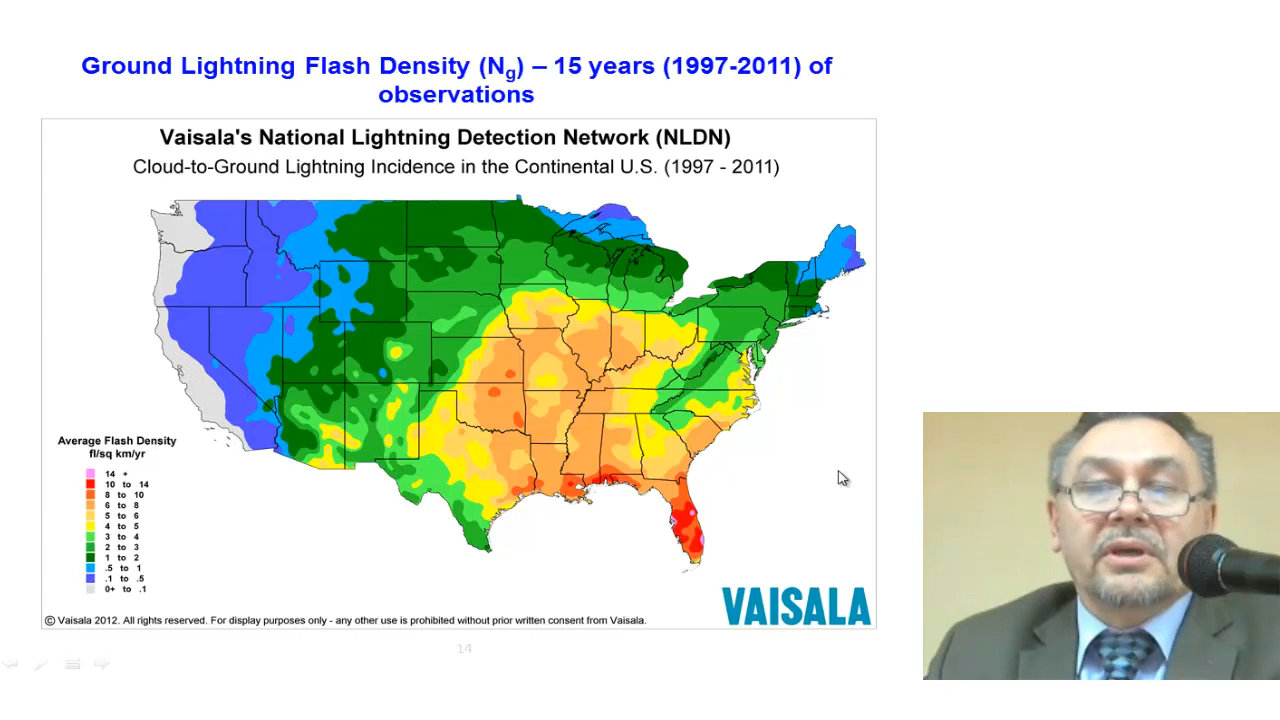 Ground Lightning Flash Density (Ng) – 15 years (1997-2011) of
observations
Vaisala's National Lightning Detection Network (NLDN)
Cloud-to-Ground Lightning Incidence in the Continental U.S. (1997 - 2011)
Average Flash Density
fl/sq km/yr
14 +
10 to 14
8 to 10
6 to 8
5 to 6
4 to 5
3 to 4
2 to 3
1 to 2
.5 to 1
.1 to .5
0+ to .1
VAISALA
© Vaisala 2012. All rights reserved. For display purposes only - any other use is prohibited without prior written consent from Vaisala.
14